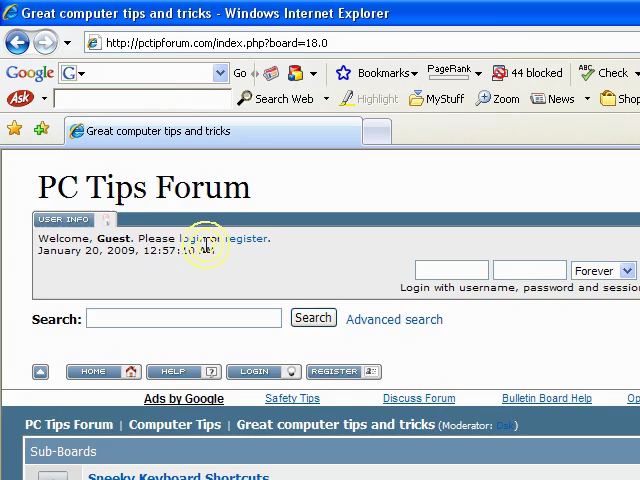 Great computer tips and tricks - Windows Internet Explorer
http://pctipforum.com/index.php?board=18.0
Google G Go Bookmarks PageRank 44 blocked Check
Ask Search Web Highlight MyStuff Zoom News
Great computer tips and tricks
PC Tips Forum
USER INFO
Welcome, Guest. Please login or register.
January 20, 2009, 12:57:10 AM
Forever
Login with username, password and
Search: Search Advanced search
HOME HELP LOGIN REGISTER
Ads by Google Safety Tips Discuss Forum Bulletin Board Help
PC Tips Forum | Computer Tips | Great computer tips and tricks (Moderator: Dsk)
Sub-Boards
Sneeky Keyboard Shortcuts